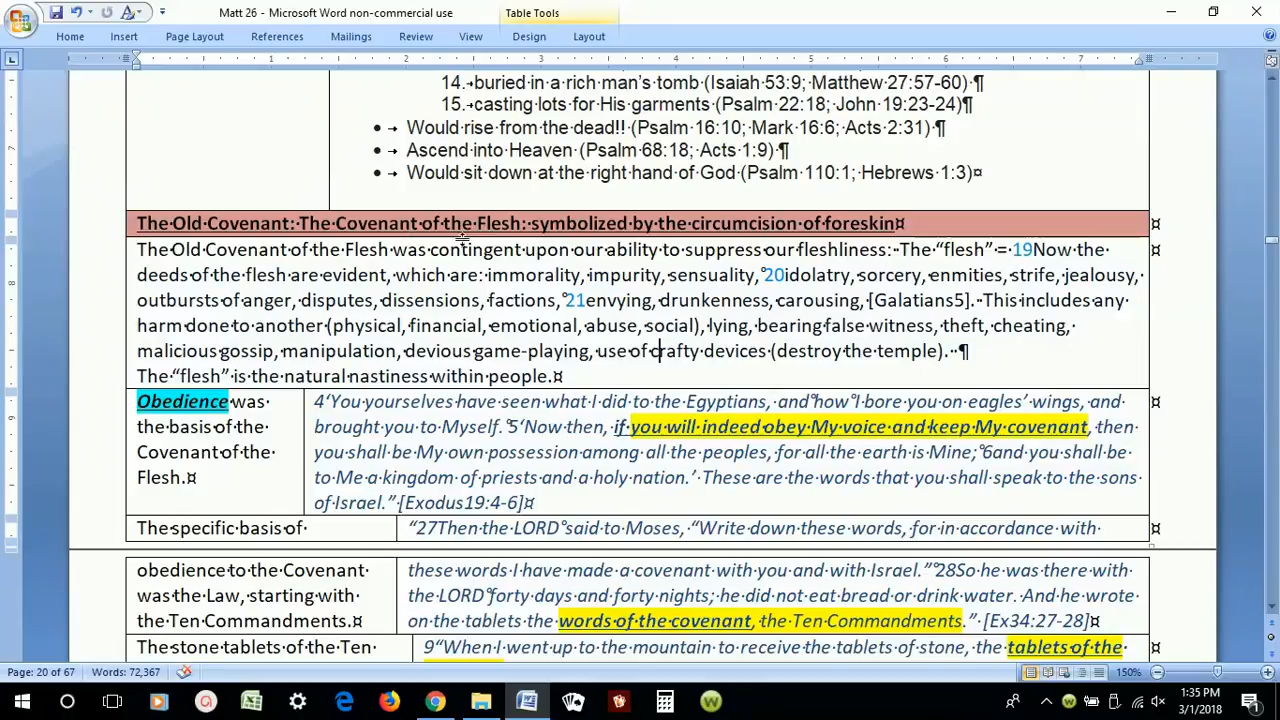 Matt 26 - Microsoft Word non-commercial use
Table Tools
Home Insert Page Layout References Mailings Review View Design Layout
14. buried in a rich man's tomb (Isaiah 53:9; Matthew 27:57-60)
15. casting lots for His garments (Psalm 22:18; John 19:23-24)
Would rise from the dead!! (Psalm 16:10; Mark 16:6; Acts 2:31)
Ascend into Heaven (Psalm 68:18; Acts 1:9)
Would sit down at the right hand of God (Psalm 110:1; Hebrews 1:3)
The Old Covenant: The Covenant of the Flesh: symbolized by the circumcision of foreskin
The Old Covenant of the Flesh was contingent upon our ability to suppress our fleshliness: The “flesh” = 19Now the
deeds of the flesh are evident, which are: immorality, impurity, sensuality, 20idolatry, sorcery, enmities, strife, jealousy,
outbursts of anger, disputes, dissensions, factions, 21envying, drunkenness, carousing, [Galatians5]. This includes any
harm done to another (physical, financial, emotional, abuse, social), lying, bearing false witness, theft, cheating,
malicious gossip, manipulation, devious game-playing, use of crafty devices (destroy the temple).
The “flesh” is the natural nastiness within people.
Obedience was
the basis of the
Covenant of the
Flesh.
4‘You yourselves have seen what I did to the Egyptians, and how I bore you on eagles’ wings, and
brought you to Myself. 5‘Now then, if you will indeed obey My voice and keep My covenant, then
you shall be My own possession among all the peoples, for all the earth is Mine; 6and you shall be
to Me a kingdom of priests and a holy nation.’ These are the words that you shall speak to the sons
of Israel.” [Exodus19:4-6]
The specific basis of
“27Then the LORD said to Moses, “Write down these words, for in accordance with
obedience to the Covenant
was the Law, starting with
the Ten Commandments.
these words I have made a covenant with you and with Israel.” 28So he was there with
the LORD forty days and forty nights; he did not eat bread or drink water. And he wrote
on the tablets the words of the covenant, the Ten Commandments.” [Ex34:27-28]
The stone tablets of the Ten
9“When I went up to the mountain to receive the tablets of stone, the tablets of the
Page: 20 of 67 Words: 72,367
150%
1:35 PM
3/1/2018